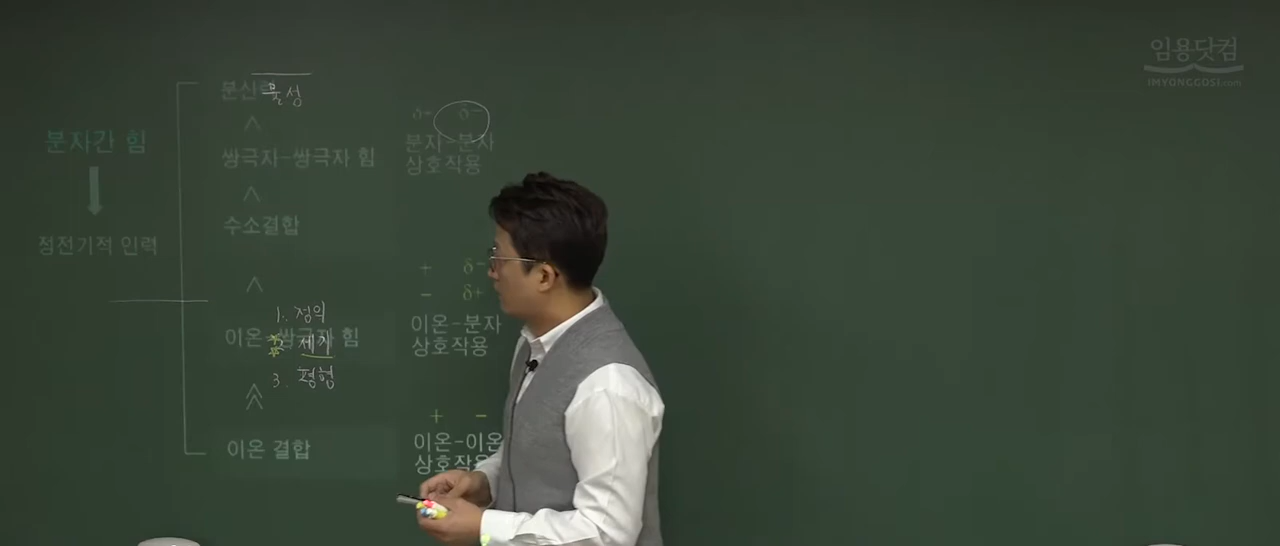 임용닷컴
IMYONGGOSI.com
분자간 힘
정전기적 인력
분산력
물성
쌍극자-쌍극자 힘
수소결합
이온-쌍극자 힘
이온 결합
1. 정의
2. 세기
3. 평형
δ- δ-
분자-분자
상호작용
+ δ-
- δ+
이온-분자
상호작용
+ -
이온-이온
상호작용